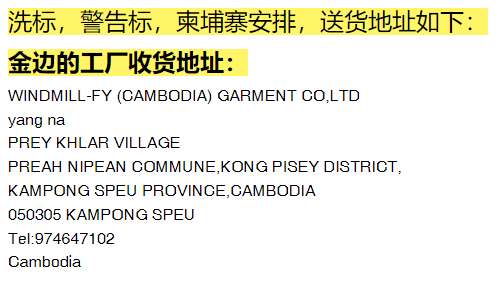 洗标，警告标，柬埔寨安排，送货地址如下：
金边的工厂收货地址：
WINDMILL-FY (CAMBODIA) GARMENT CO,LTD
yang na
PREY KHLAR VILLAGE
PREAH NIPEAN COMMUNE,KONG PISEY DISTRICT,
KAMPONG SPEU PROVINCE,CAMBODIA
050305 KAMPONG SPEU
Tel:974647102
Cambodia